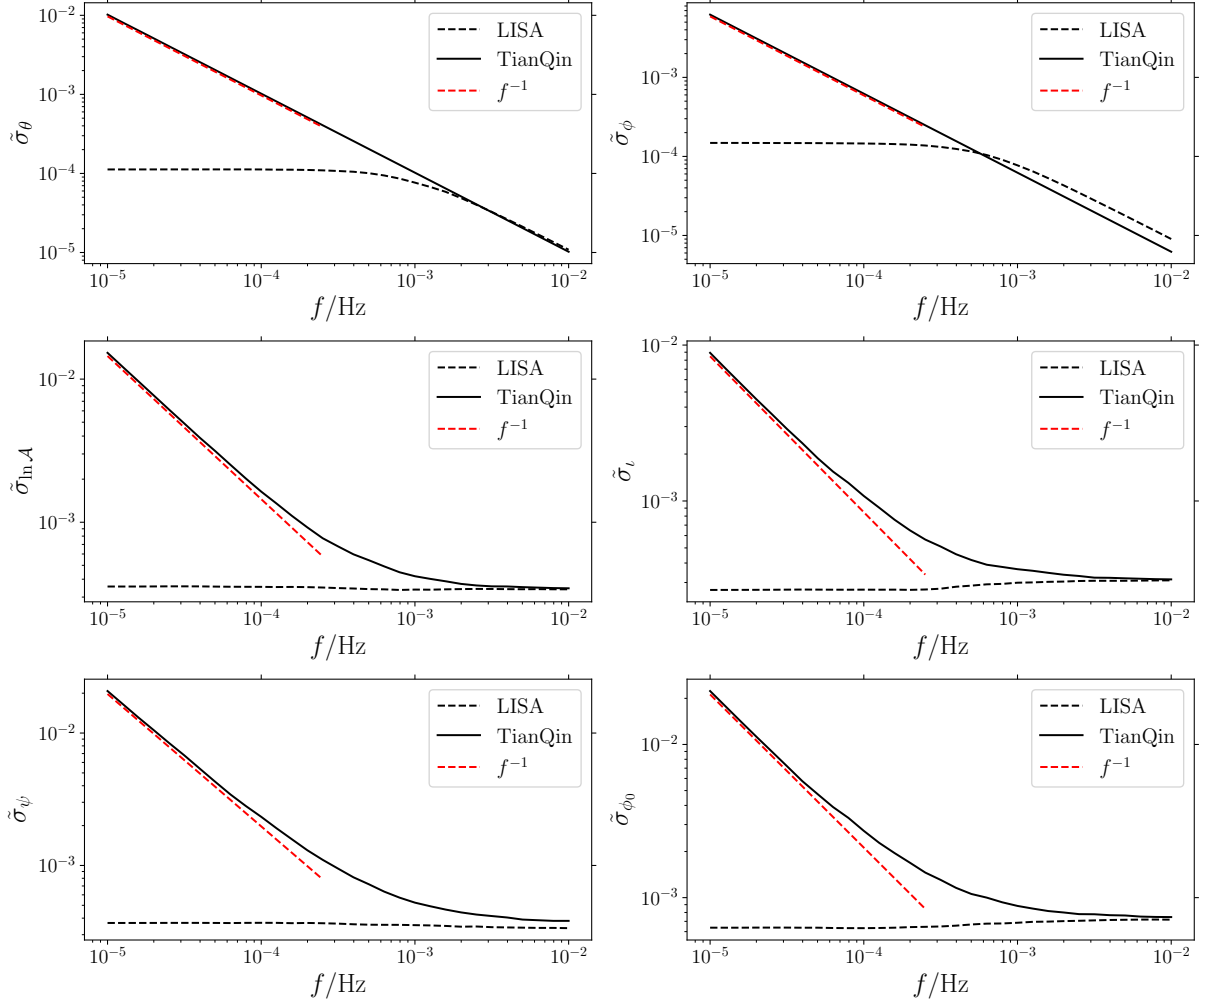 10⁻²
10⁻³
10⁻⁴
10⁻⁵
σ̃_θ
LISA
TianQin
f⁻¹
10⁻⁵ 10⁻⁴ 10⁻³ 10⁻²
f/Hz
10⁻³
10⁻⁴
10⁻⁵
σ̃_ϕ
LISA
TianQin
f⁻¹
10⁻⁵ 10⁻⁴ 10⁻³ 10⁻²
f/Hz
10⁻²
10⁻³
σ̃_ln 𝒜
LISA
TianQin
f⁻¹
10⁻⁵ 10⁻⁴ 10⁻³ 10⁻²
f/Hz
10⁻²
10⁻³
σ̃_ι
LISA
TianQin
f⁻¹
10⁻⁵ 10⁻⁴ 10⁻³ 10⁻²
f/Hz
10⁻²
10⁻³
σ̃_ψ
LISA
TianQin
f⁻¹
10⁻⁵ 10⁻⁴ 10⁻³ 10⁻²
f/Hz
10⁻²
10⁻³
σ̃_ϕ₀
LISA
TianQin
f⁻¹
10⁻⁵ 10⁻⁴ 10⁻³ 10⁻²
f/Hz